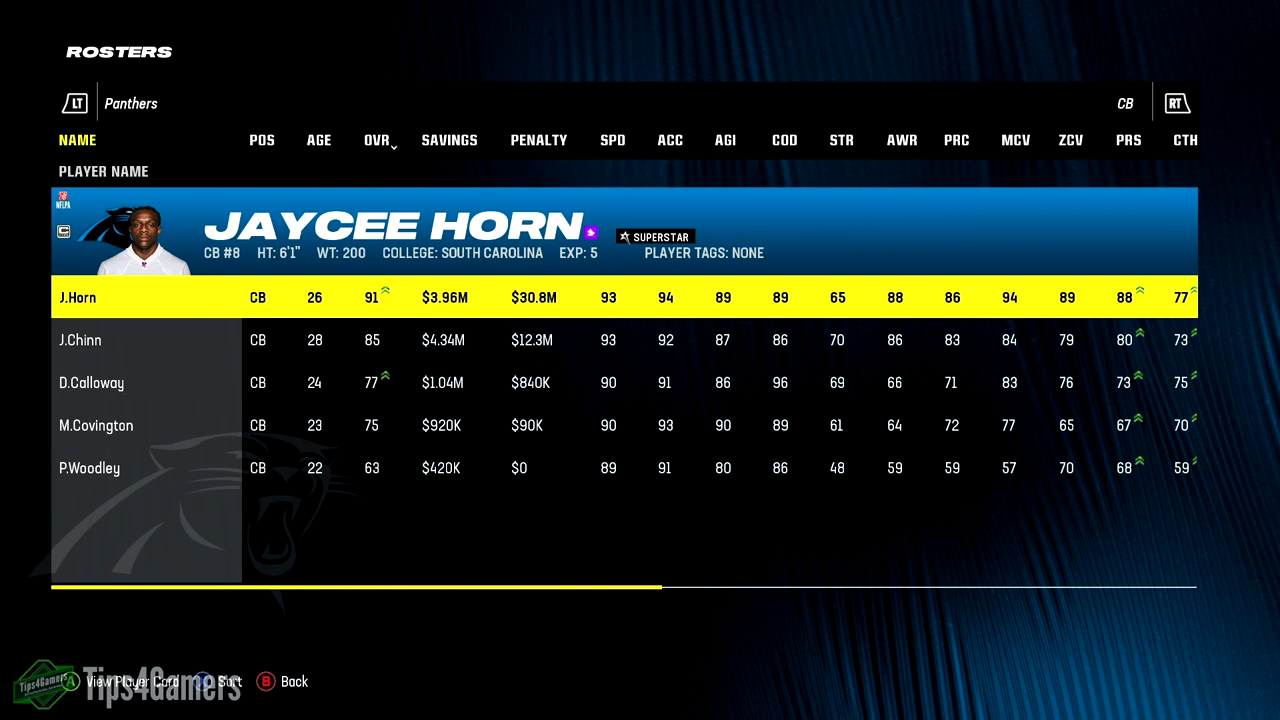 ROSTERS
LT Panthers CB RT
NAME POS AGE OVR SAVINGS PENALTY SPD ACC AGI COD STR AWR PRC MCV ZCV PRS CTH
PLAYER NAME
NFLPA
C
JAYCEE HORN SUPERSTAR
CB #8 HT: 6'1" WT: 200 COLLEGE: SOUTH CAROLINA EXP: 5 PLAYER TAGS: NONE
J.Horn CB 26 91 $3.96M $30.8M 93 94 89 89 65 88 86 94 89 88 77
J.Chinn CB 28 85 $4.34M $12.3M 93 92 87 86 70 86 83 84 79 80 73
D.Calloway CB 24 77 $1.04M $840K 90 91 86 96 69 66 71 83 76 73 75
M.Covington CB 23 75 $920K $90K 90 93 90 89 61 64 72 77 65 67 70
P.Woodley CB 22 63 $420K $0 89 91 80 86 48 59 59 57 70 68 59
Tips4Gamers A View Player Card Sort B Back
Tips4Gamers